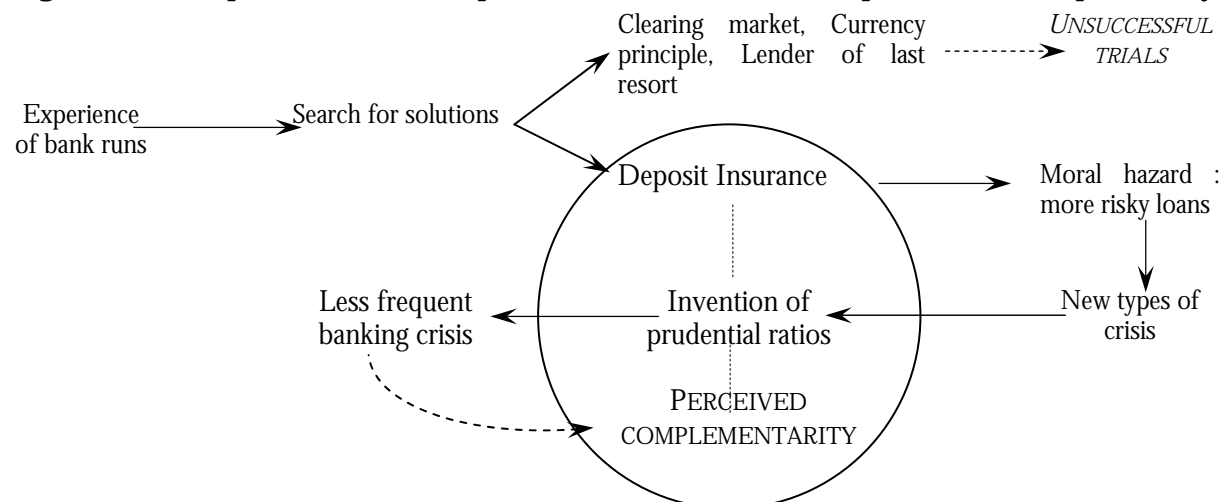 Clearing market, Currency
principle, Lender of last
resort
UNSUCCESSFUL
TRIALS
Experience
of bank runs
Search for solutions
Deposit Insurance
Moral hazard :
more risky loans
Less frequent
banking crisis
Invention of
prudential ratios
New types of
crisis
PERCEIVED
COMPLEMENTARITY